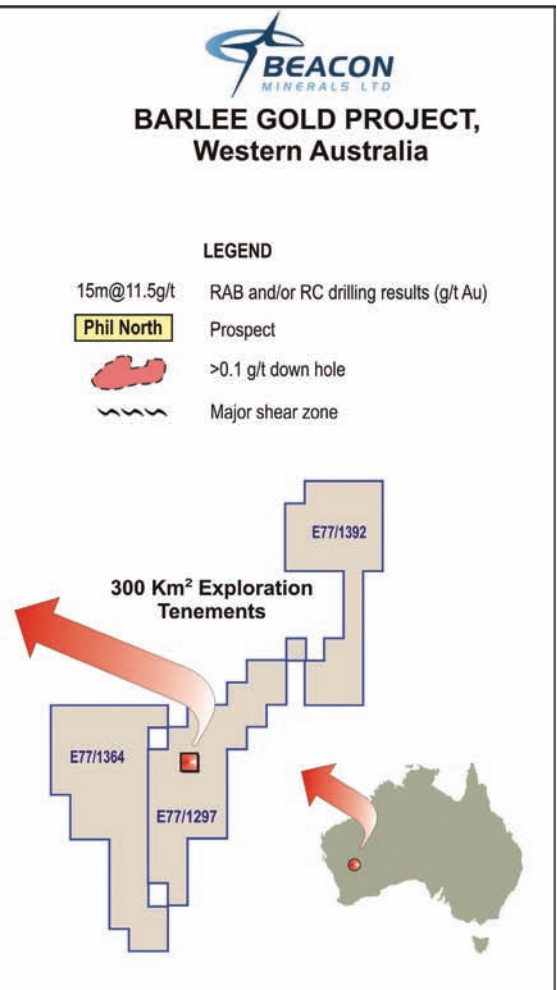 BEACON
MINERALS LTD
BARLEE GOLD PROJECT,
Western Australia
LEGEND
15m@11.5g/t RAB and/or RC drilling results (g/t Au)
Phil North Prospect
>0.1 g/t down hole
Major shear zone
E77/1392
300 Km² Exploration
Tenements
E77/1364
E77/1297